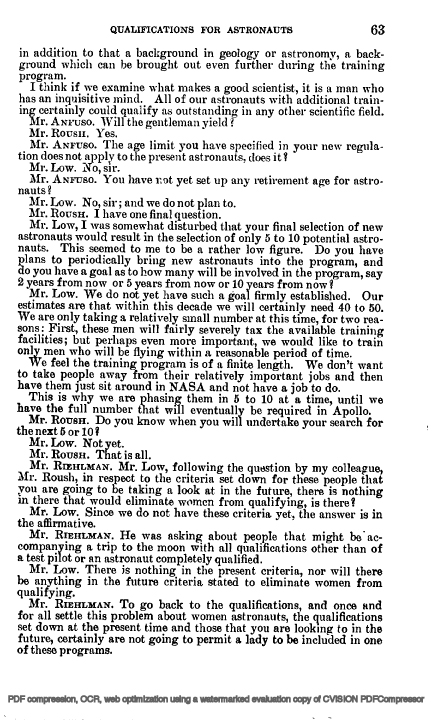 QUALIFICATIONS FOR ASTRONAUTS 63
in addition to that a background in geology or astronomy, a back-
ground which can be brought out even further during the training
program.
I think if we examine what makes a good scientist, it is a man who
has an inquisitive mind. All of our astronauts with additional train-
ing certainly could qualify as outstanding in any other scientific field.
Mr. ANFUSO. Will the gentleman yield?
Mr. ROUSH. Yes.
Mr. ANFUSO. The age limit you have specified in your new regula-
tion does not apply to the present astronauts, does it?
Mr. LOW. No, sir.
Mr. ANFUSO. You have not yet set up any retirement age for astro-
nauts?
Mr. LOW. No, sir; and we do not plan to.
Mr. ROUSH. I have one final question.
Mr. Low, I was somewhat disturbed that your final selection of new
astronauts would result in the selection of only 5 to 10 potential astro-
nauts. This seemed to me to be a rather low figure. Do you have
plans to periodically bring new astronauts into the program, and
do you have a goal as to how many will be involved in the program, say
2 years from now or 5 years from now or 10 years from now?
Mr. LOW. We do not yet have such a goal firmly established. Our
estimates are that within this decade we will certainly need 40 to 50.
We are only taking a relatively small number at this time, for two rea-
sons: First, these men will fairly severely tax the available training
facilities; but perhaps even more important, we would like to train
only men who will be flying within a reasonable period of time.
We feel the training program is of a finite length. We don't want
to take people away from their relatively important jobs and then
have them just sit around in NASA and not have a job to do.
This is why we are phasing them in 5 to 10 at a time, until we
have the full number that will eventually be required in Apollo.
Mr. ROUSH. Do you know when you will undertake your search for
the next 5 or 10?
Mr. LOW. Not yet.
Mr. ROUSH. That is all.
Mr. RIEHLMAN. Mr. Low, following the question by my colleague,
Mr. Roush, in respect to the criteria set down for these people that
you are going to be taking a look at in the future, there is nothing
in there that would eliminate women from qualifying, is there?
Mr. LOW. Since we do not have these criteria yet, the answer is in
the affirmative.
Mr. RIEHLMAN. He was asking about people that might be ac-
companying a trip to the moon with all qualifications other than of
a test pilot or an astronaut completely qualified.
Mr. LOW. There is nothing in the present criteria, nor will there
be anything in the future criteria stated to eliminate women from
qualifying.
Mr. RIEHLMAN. To go back to the qualifications, and once and
for all settle this problem about women astronauts, the qualifications
set down at the present time and those that you are looking to in the
future, certainly are not going to permit a lady to be included in one
of these programs.
PDF compression, OCR, web optimization using a watermarked evaluation copy of CVISION PDFCompressor